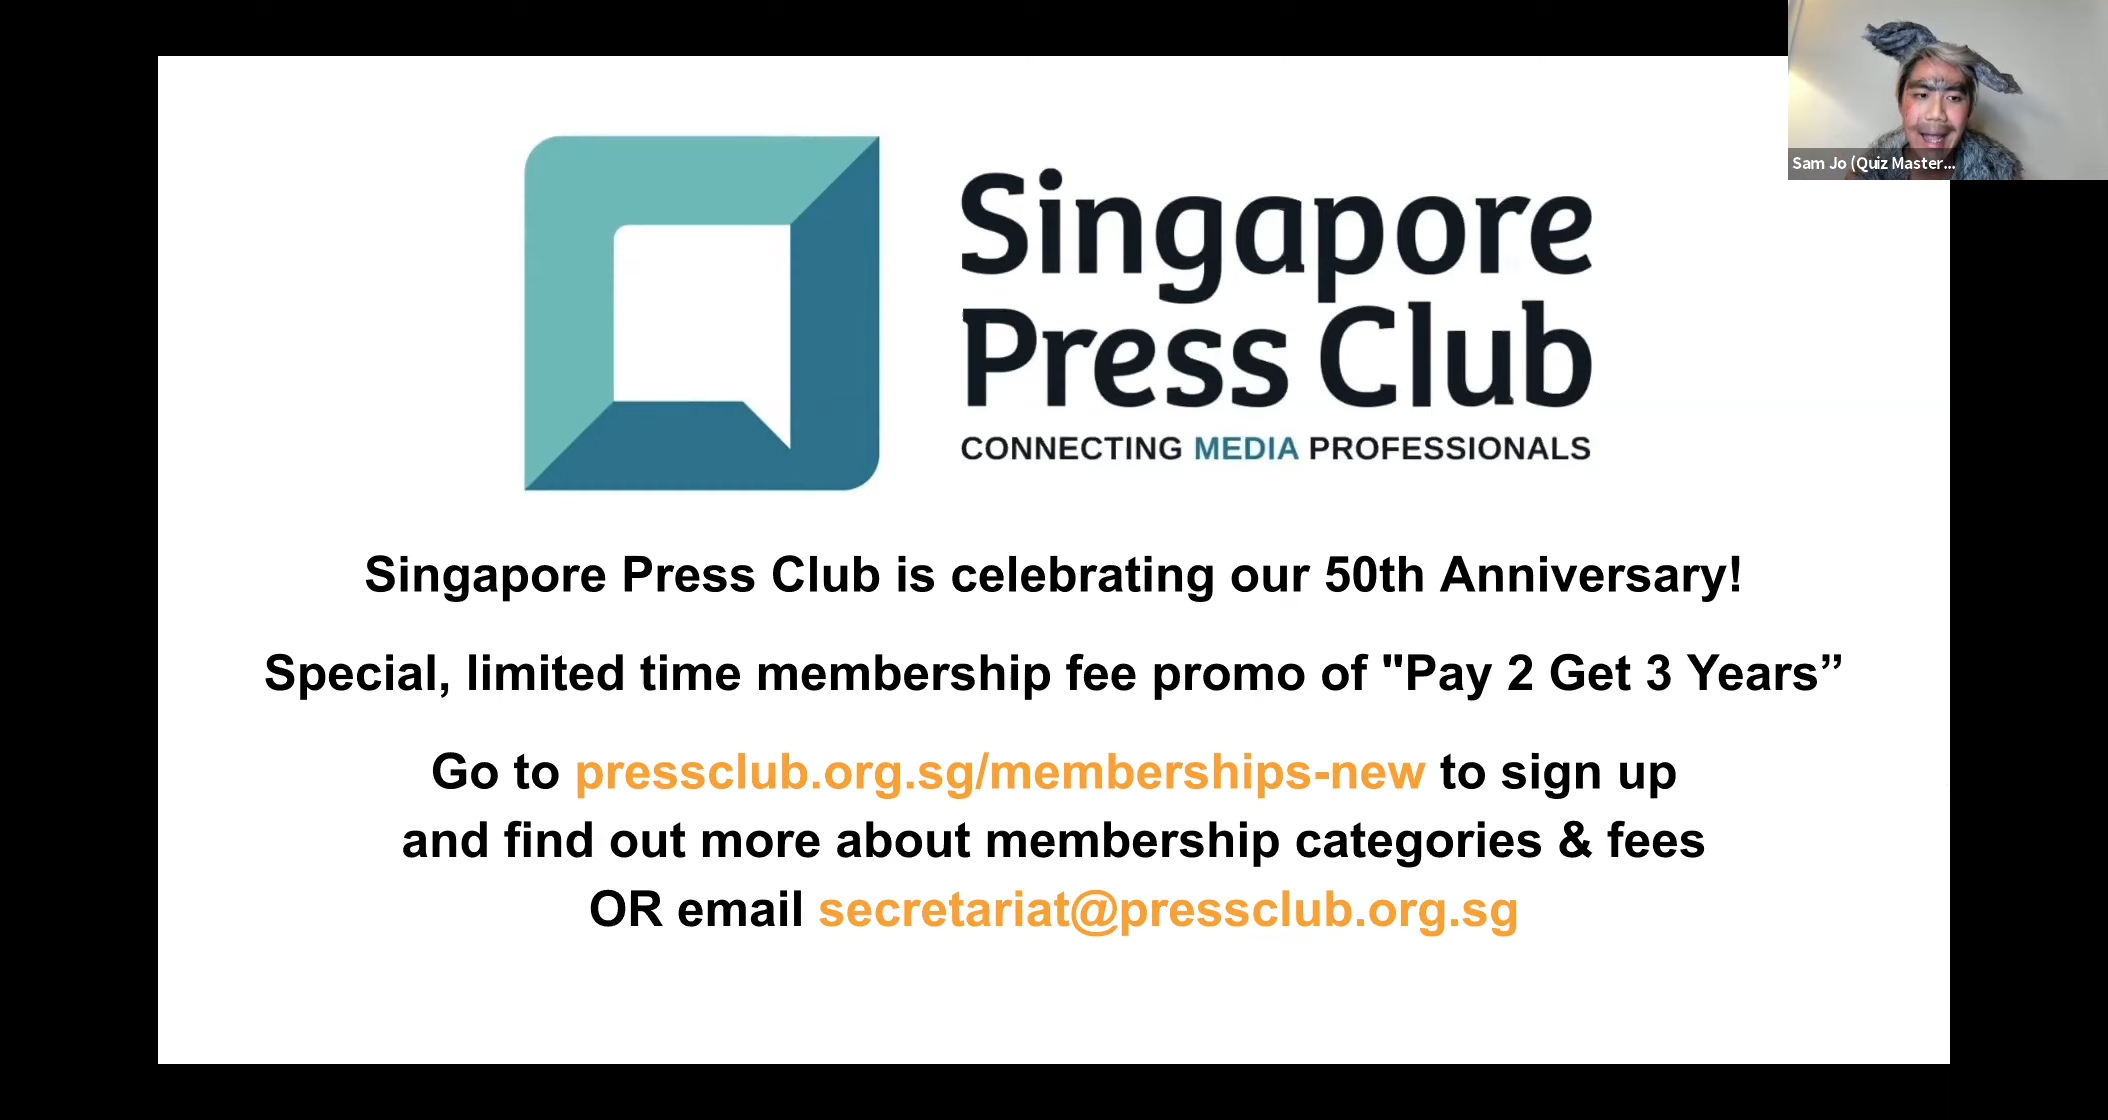 Singapore
Press Club
CONNECTING MEDIA PROFESSIONALS
Singapore Press Club is celebrating our 50th Anniversary!
Special, limited time membership fee promo of "Pay 2 Get 3 Years”
Go to pressclub.org.sg/memberships-new to sign up
and find out more about membership categories & fees
OR email secretariat@pressclub.org.sg
Sam Jo (Quiz Master...